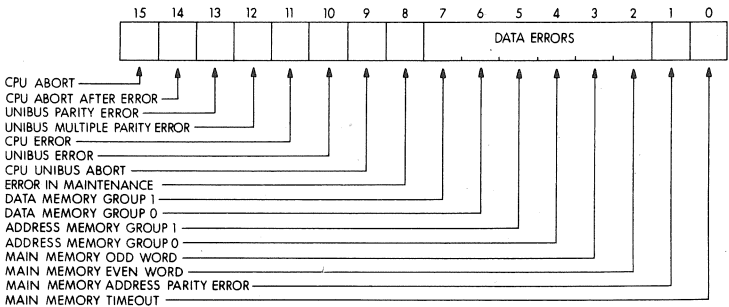 15 14 13 12 11 10 9 8 7 6 5 4 3 2 1 0
DATA ERRORS
CPU ABORT
CPU ABORT AFTER ERROR
UNIBUS PARITY ERROR
UNIBUS MULTIPLE PARITY ERROR
CPU ERROR
UNIBUS ERROR
CPU UNIBUS ABORT
ERROR IN MAINTENANCE
DATA MEMORY GROUP 1
DATA MEMORY GROUP 0
ADDRESS MEMORY GROUP 1
ADDRESS MEMORY GROUP 0
MAIN MEMORY ODD WORD
MAIN MEMORY EVEN WORD
MAIN MEMORY ADDRESS PARITY ERROR
MAIN MEMORY TIMEOUT